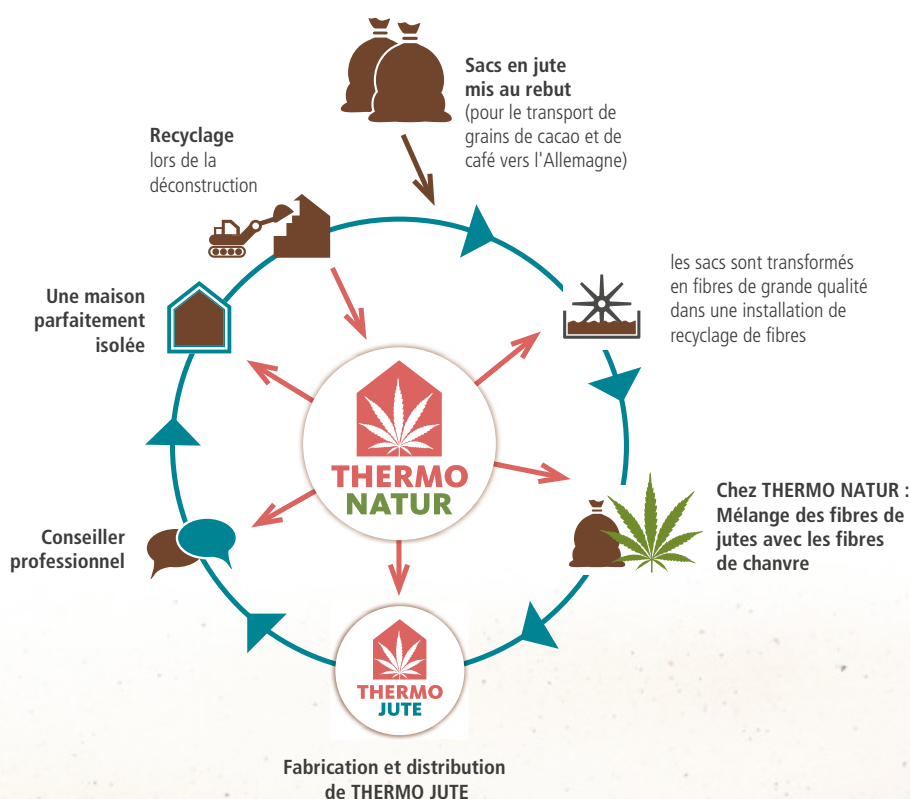 Sacs en jute
mis au rebut
(pour le transport de
grains de cacao et de
café vers l'Allemagne)
les sacs sont transformés
en fibres de grande qualité
dans une installation de
recyclage de fibres
Chez THERMO NATUR :
Mélange des fibres de
jutes avec les fibres
de chanvre
THERMO
JUTE
Fabrication et distribution
de THERMO JUTE
Conseiller
professionnel
Une maison
parfaitement
isolée
Recyclage
lors de la
déconstruction
THERMO
NATUR